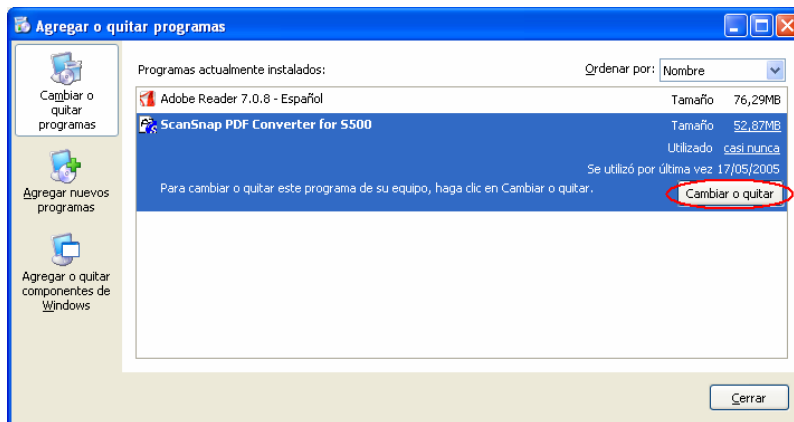 Agregar o quitar programas
Cambiar o
quitar
programas
Agregar nuevos
programas
Agregar o quitar
componentes de
Windows
Programas actualmente instalados:
Ordenar por: Nombre
Adobe Reader 7.0.8 - Español Tamaño 76,29MB
ScanSnap PDF Converter for S500 Tamaño 52,87MB
Utilizado casi nunca
Se utilizó por última vez 17/05/2005
Para cambiar o quitar este programa de su equipo, haga clic en Cambiar o quitar. Cambiar o quitar
Cerrar